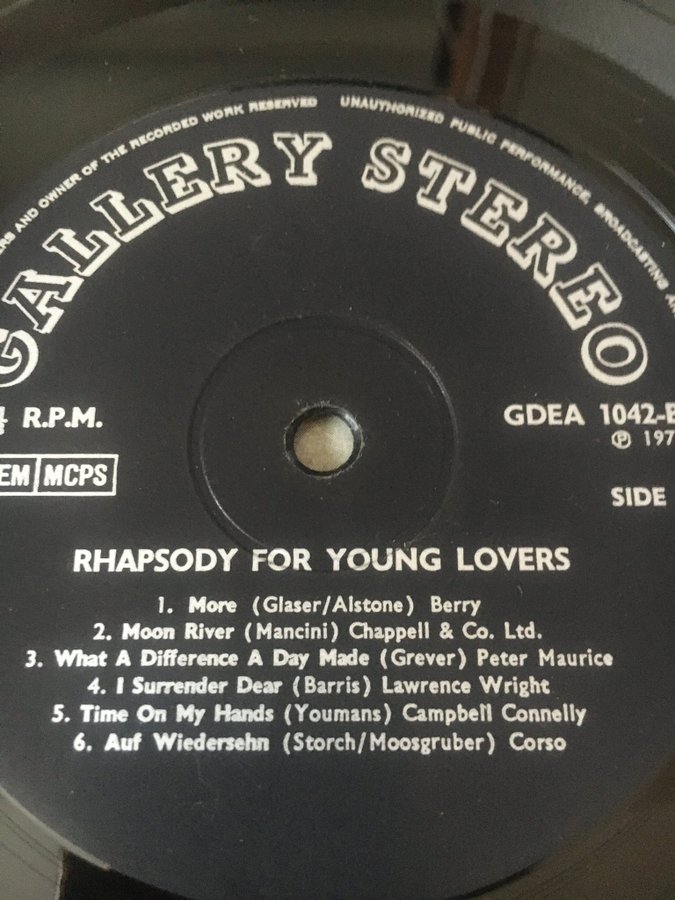 RS AND OWNER OF THE RECORDED WORK RESERVED UNAUTHORIZED PUBLIC PERFORMANCE, BROADCASTING A
GALLERY STEREO
R.P.M.
GDEA 1042-B
℗ 197
EM MCPS
SIDE
RHAPSODY FOR YOUNG LOVERS
1. More (Glaser/Alstone) Berry
2. Moon River (Mancini) Chappell & Co. Ltd.
3. What A Difference A Day Made (Grever) Peter Maurice
4. I Surrender Dear (Barris) Lawrence Wright
5. Time On My Hands (Youmans) Campbell Connelly
6. Auf Wiedersehn (Storch/Moosgruber) Corso